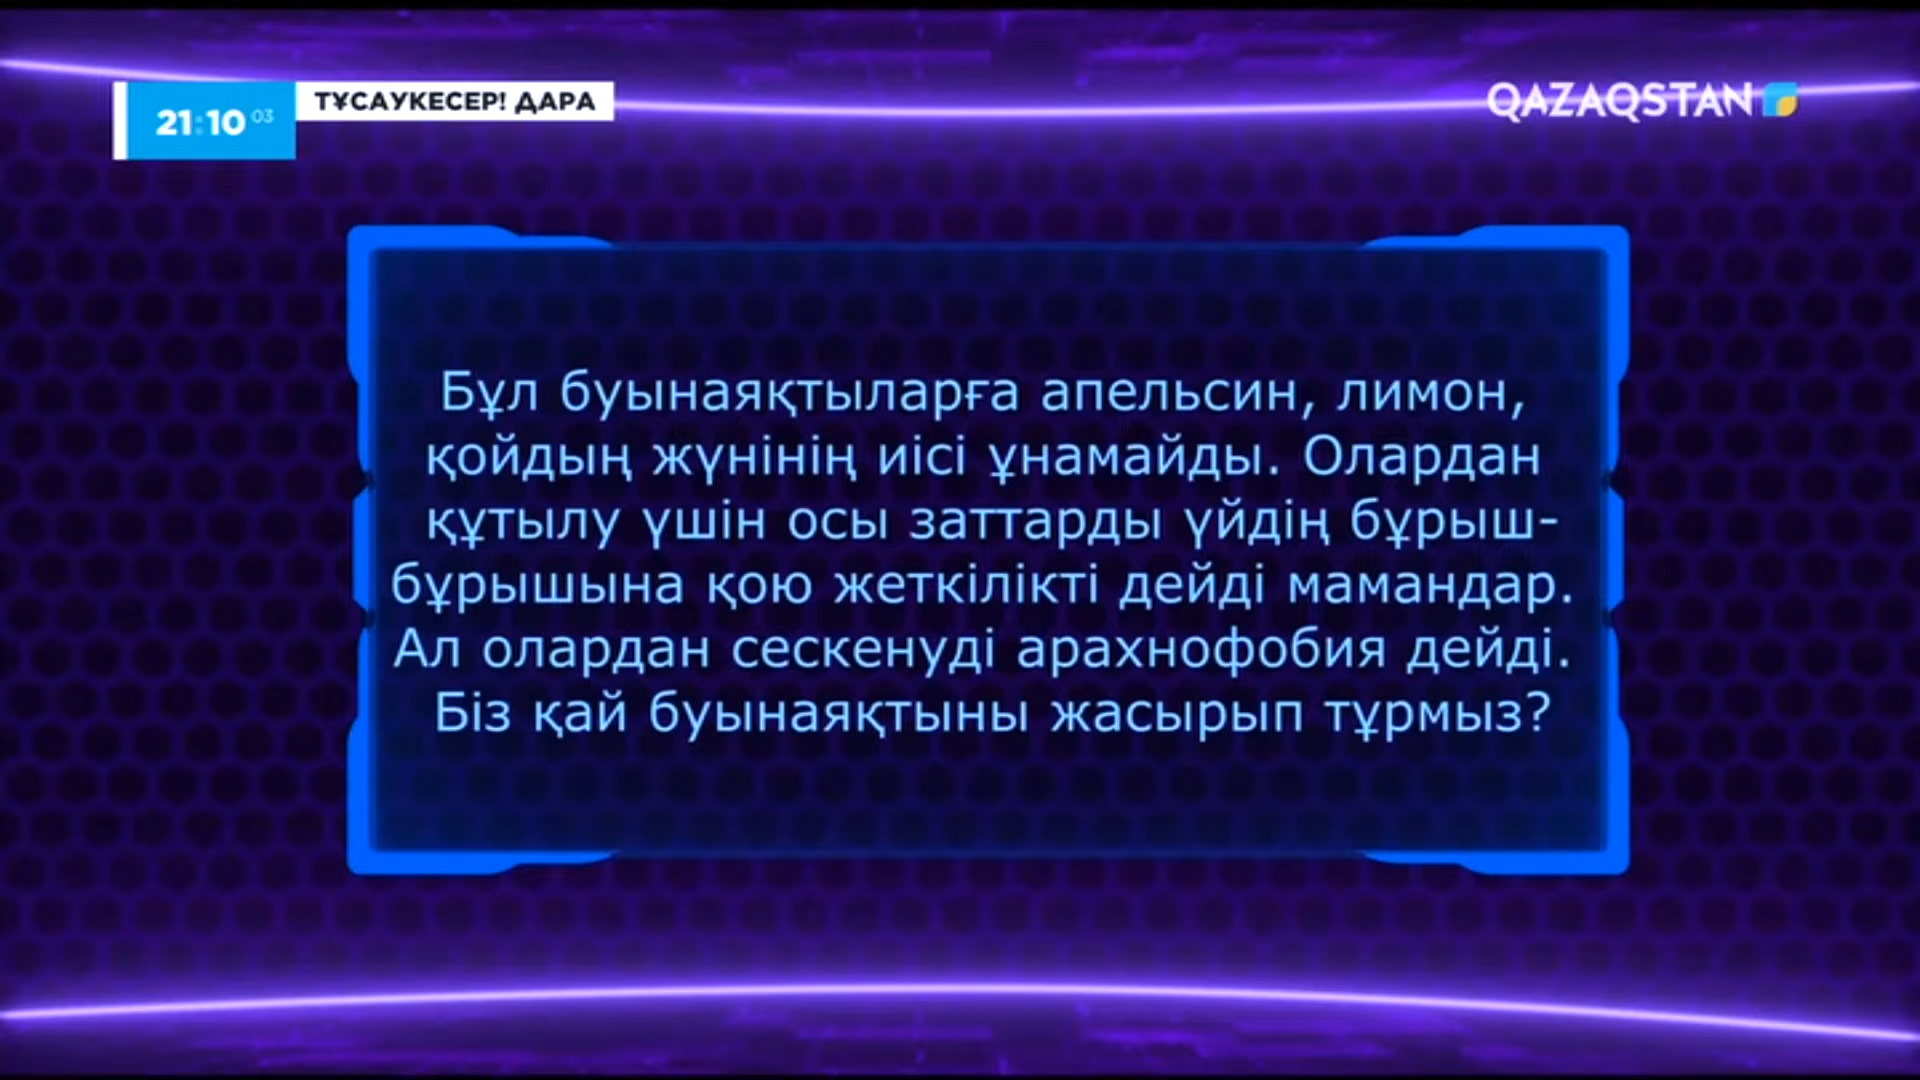 21:10 03
ТҰСАУКЕСЕР! ДАРА
QAZAQSTAN
Бұл буынаяқтыларға апельсин, лимон,
қойдың жүнінің иісі ұнамайды. Олардан
құтылу үшін осы заттарды үйдің бұрыш-
бұрышына қою жеткілікті дейді мамандар.
Ал олардан сескенуді арахнофобия дейді.
Біз қай буынаяқтыны жасырып тұрмыз?